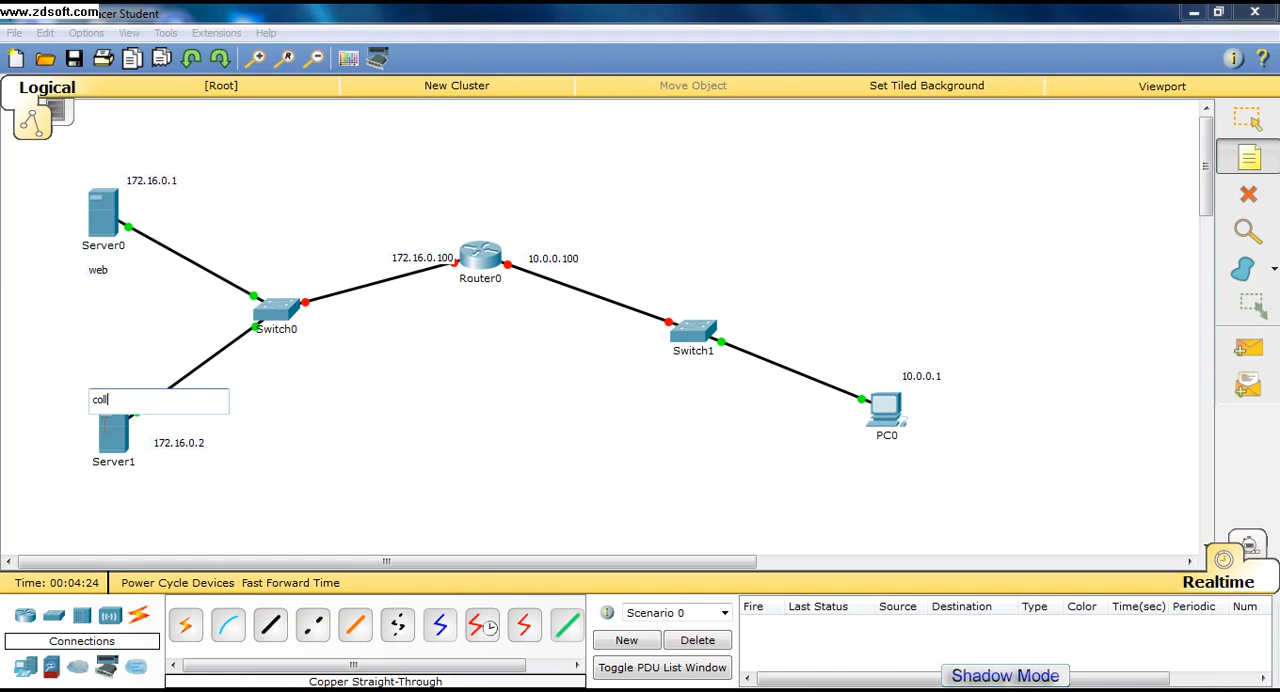 www.zdsoft.com acer Student
File Edit Options View Tools Extensions Help
Logical [Root] New Cluster Move Object Set Tiled Background Viewport
172.16.0.1
Server0
web
172.16.0.100
10.0.0.100
Router0
Switch0
Switch1
10.0.0.1
PC0
coll
172.16.0.2
Server1
Time: 00:04:24 Power Cycle Devices Fast Forward Time Realtime
Scenario 0
Fire Last Status Source Destination Type Color Time(sec) Periodic Num
Connections
New Delete
Toggle PDU List Window
Copper Straight-Through
Shadow Mode